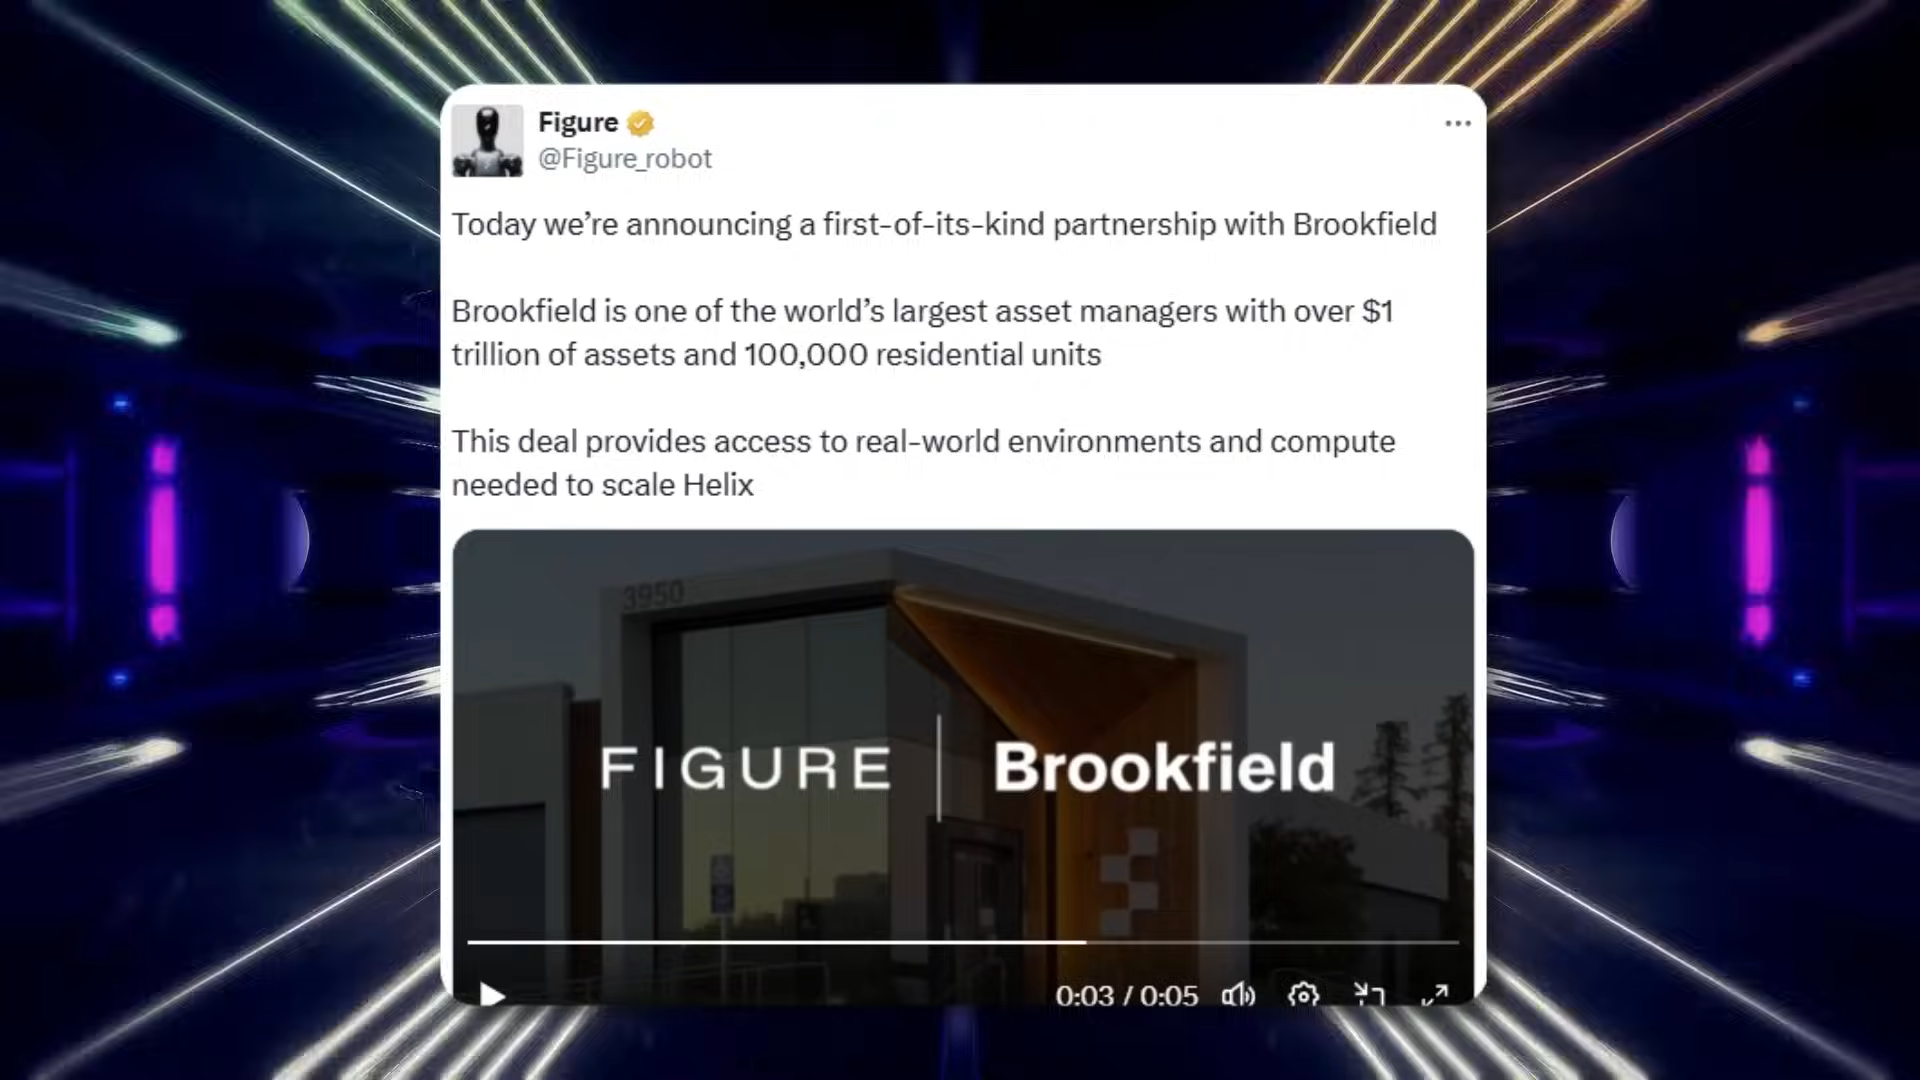 Figure
@Figure_robot
Today we’re announcing a first-of-its-kind partnership with Brookfield
Brookfield is one of the world’s largest asset managers with over $1
trillion of assets and 100,000 residential units
This deal provides access to real-world environments and compute
needed to scale Helix
3950
FIGURE | Brookfield
0:03 / 0:05